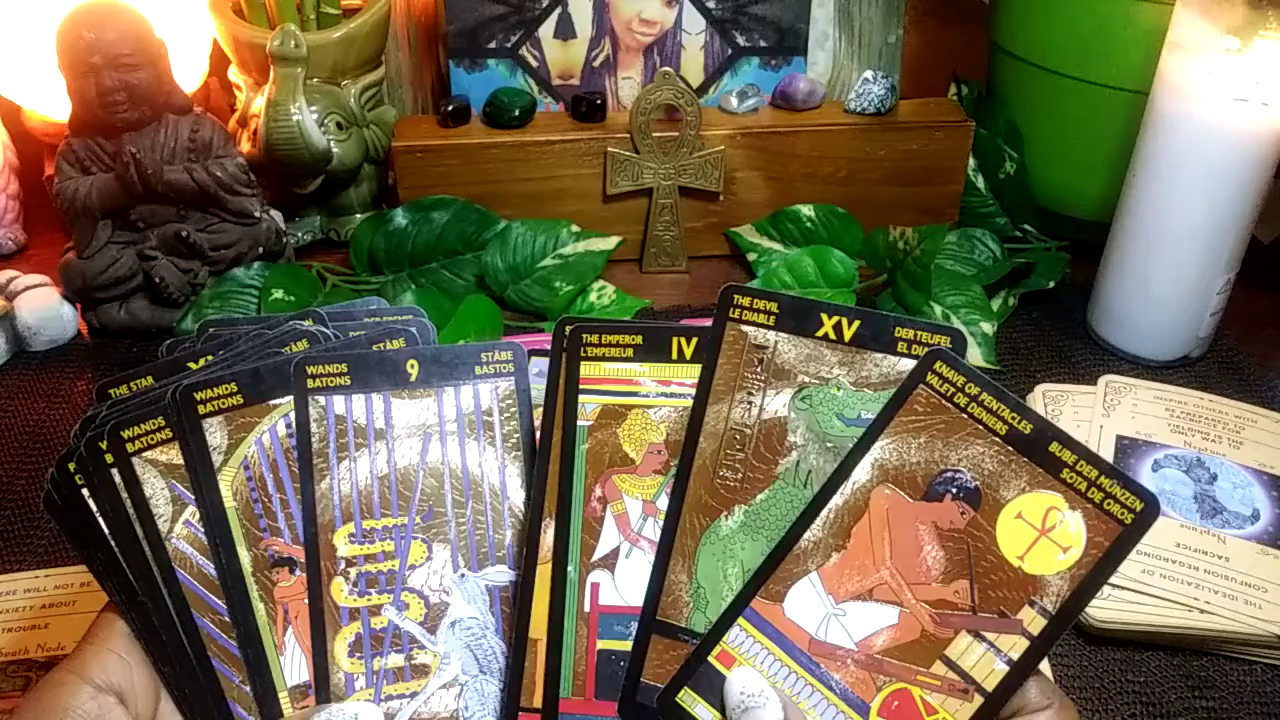 THE STAR
STÄBE
STÄBE
WANDS
BATONS
WANDS
BATONS
WANDS
BATONS
9
STÄBE
BASTOS
THE EMPEROR
L'EMPEREUR
IV
THE DEVIL
LE DIABLE
XV
DER TEUFEL
EL
KNAVE OF PENTACLES
VALET DE DENIERS
BUBE DER MÜNZEN
SOTA DE OROS
INSPIRE OTHERS WITH
BE PREPARED TO
SACRIFICE FOR
YIELDING IS THE
ONLY WAY TO
Neptune
Neptune
SACRIFICE
CONFUSION REGARDING
THE IDEALIZATION OF
WILL NOT BE
ABOUT
TROUBLE
South Node